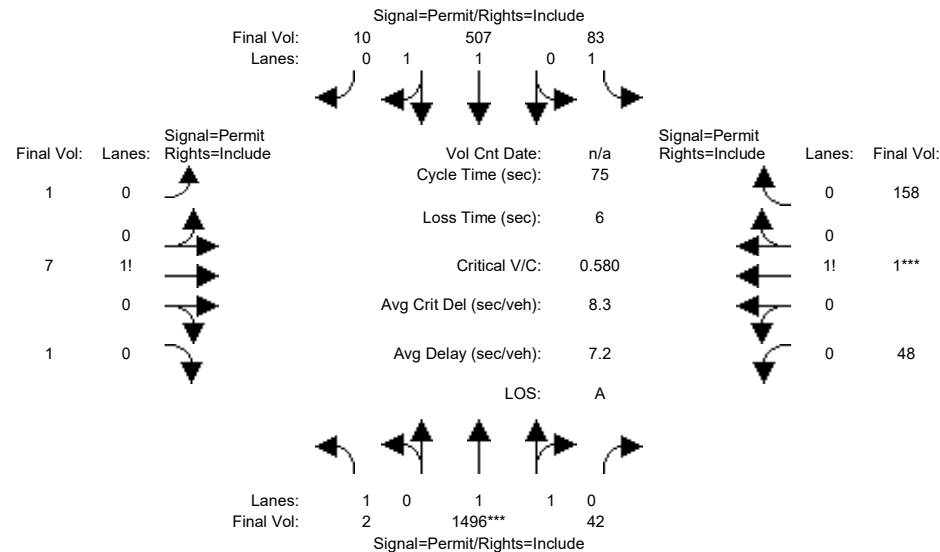 Signal=Permit/Rights=Include
Final Vol: 10 507 83
Lanes: 0 1 1 0 1
Signal=Permit
Final Vol: Lanes: Rights=Include
Vol Cnt Date: n/a
Signal=Permit
Rights=Include Lanes: Final Vol:
Cycle Time (sec): 75
1 0
0 158
Loss Time (sec): 6
0
0
7 1!
Critical V/C: 0.580
1! 1***
0
Avg Crit Del (sec/veh): 8.3
0
1 0
Avg Delay (sec/veh): 7.2
0 48
LOS: A
Lanes: 1 0 1 1 0
Final Vol: 2 1496*** 42
Signal=Permit/Rights=Include